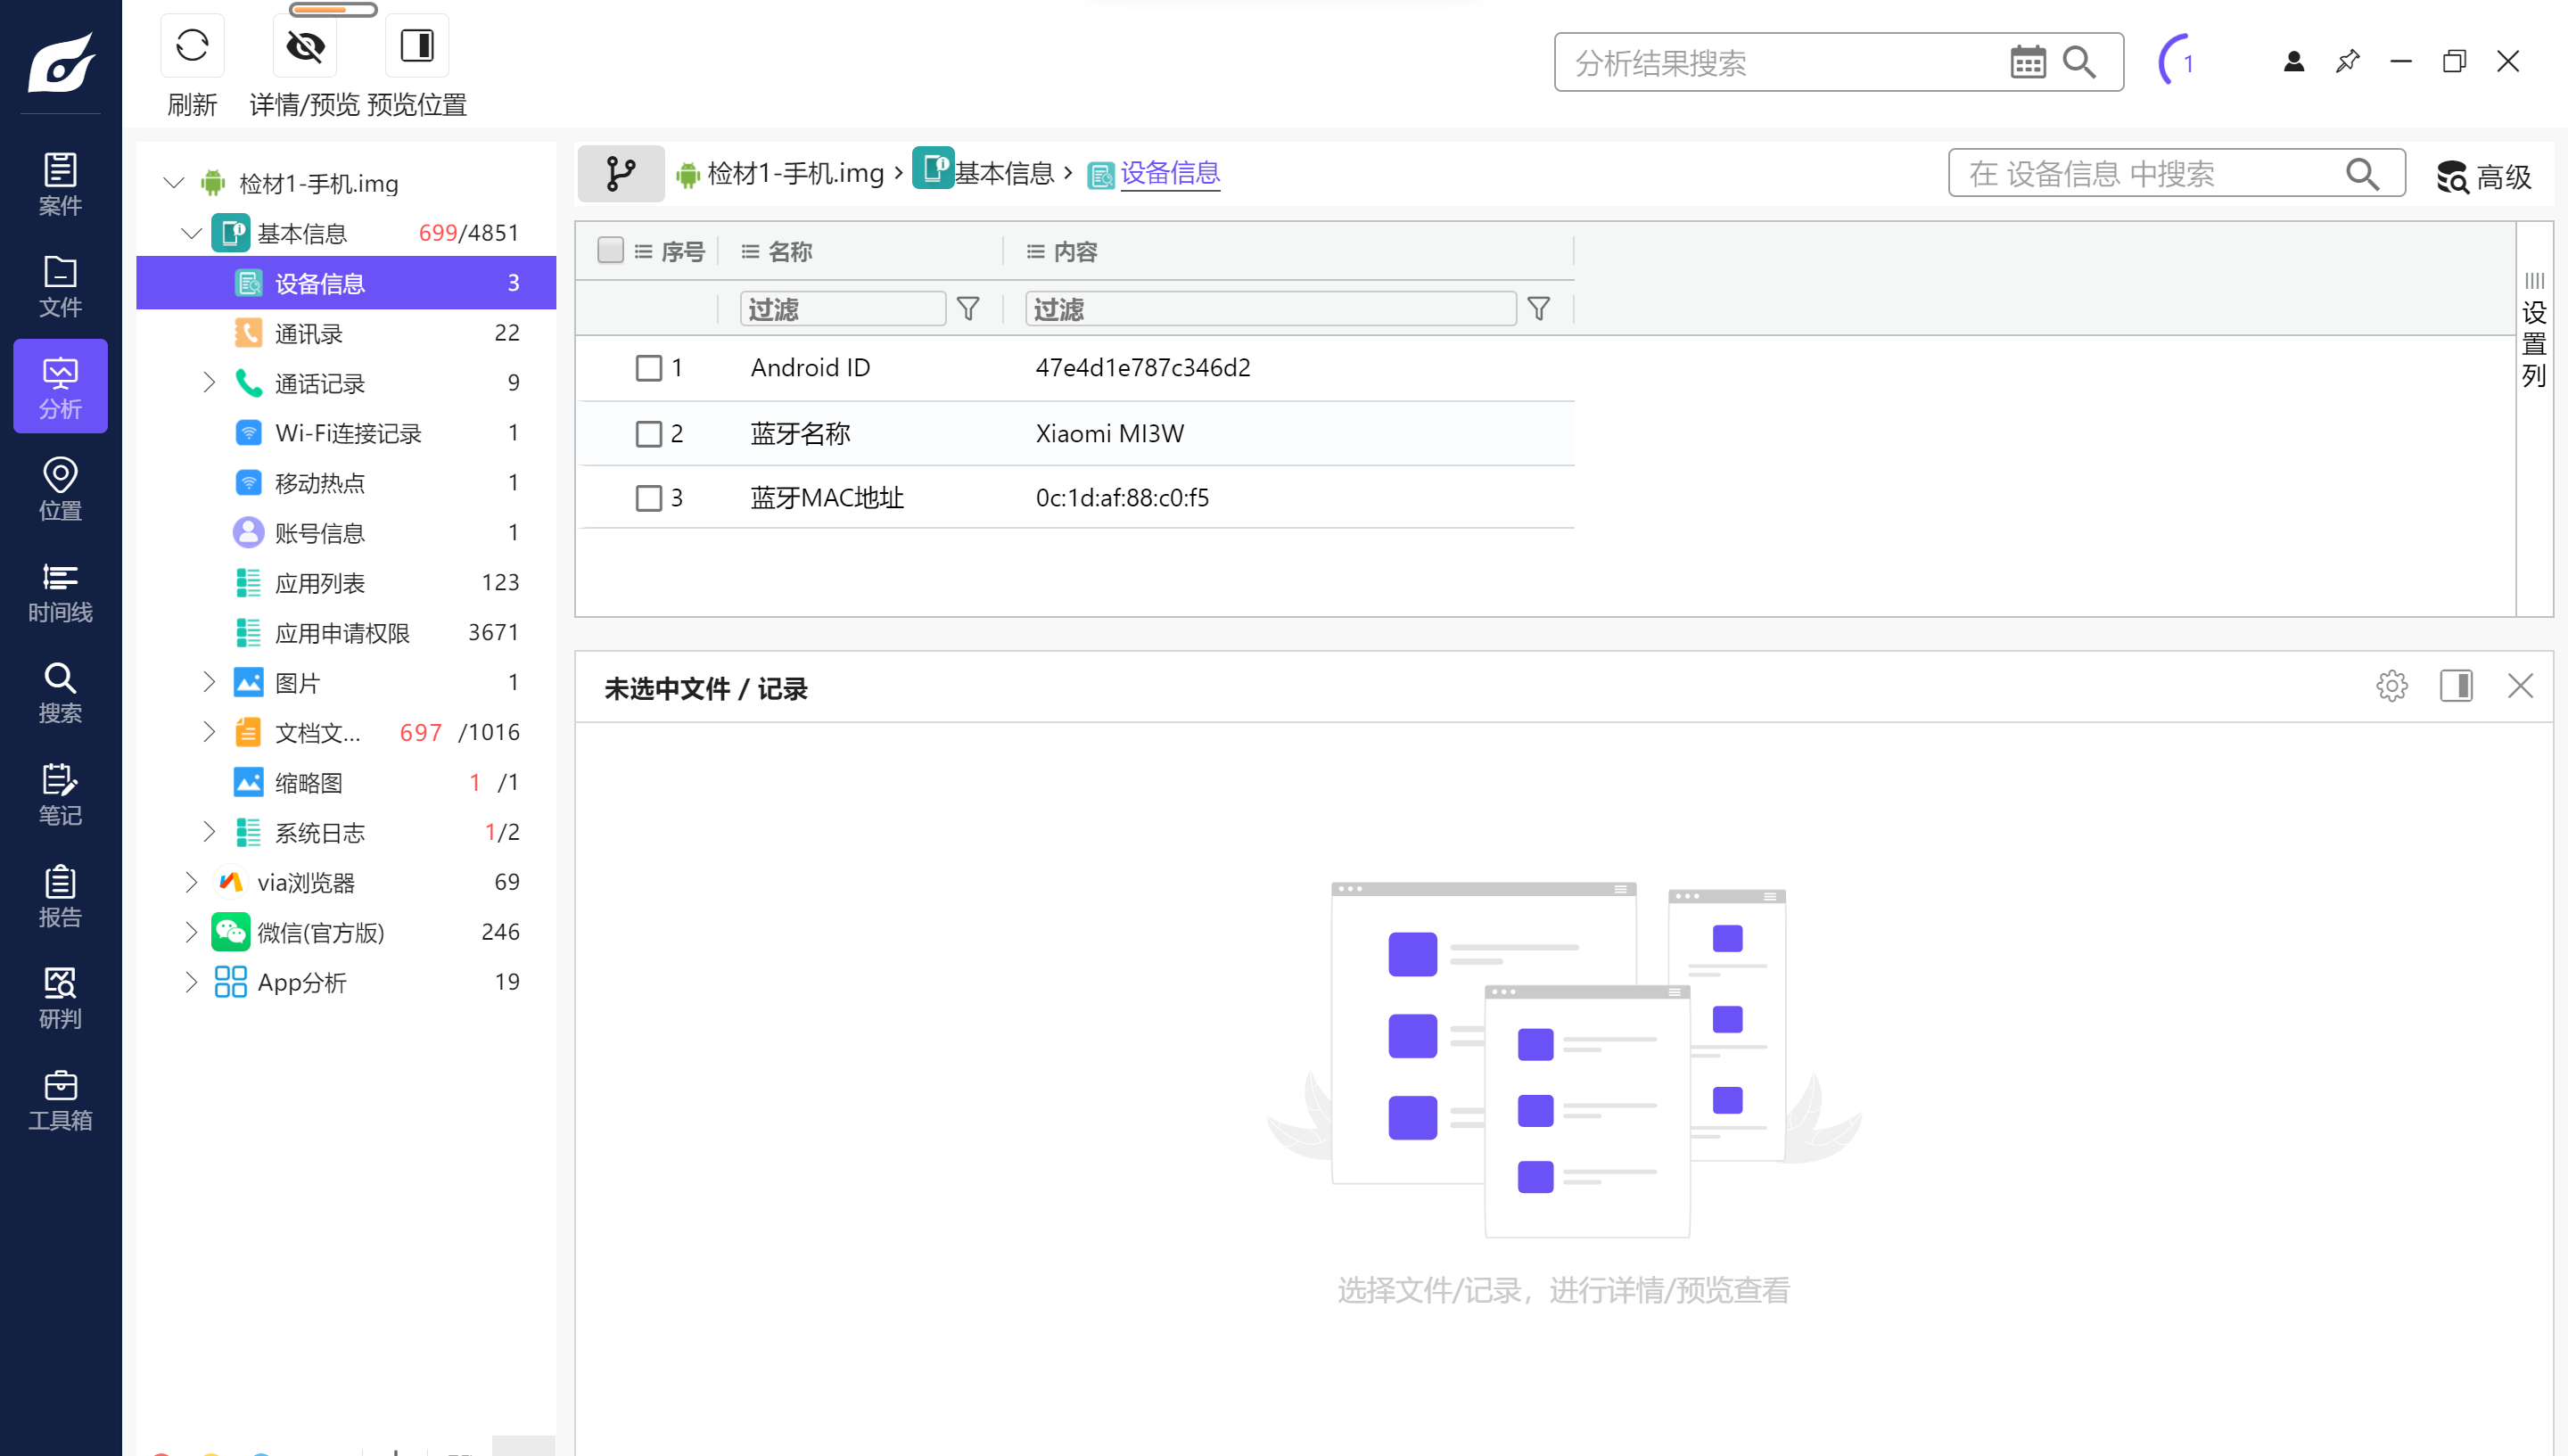 刷新
详情/预览
预览位置
分析结果搜索
1
案件
文件
分析
位置
时间线
搜索
笔记
报告
研判
工具箱
检材1-手机.img
基本信息 699/4851
设备信息 3
通讯录 22
通话记录 9
Wi-Fi连接记录 1
移动热点 1
账号信息 1
应用列表 123
应用申请权限 3671
图片 1
文档文... 697 /1016
缩略图 1 /1
系统日志 1/2
via浏览器 69
微信(官方版) 246
App分析 19
检材1-手机.img › 基本信息 › 设备信息
在 设备信息 中搜索
高级
序号 名称 内容
过滤 过滤
1 Android ID 47e4d1e787c346d2
2 蓝牙名称 Xiaomi MI3W
3 蓝牙MAC地址 0c:1d:af:88:c0:f5
设置列
未选中文件 / 记录
选择文件/记录，进行详情/预览查看